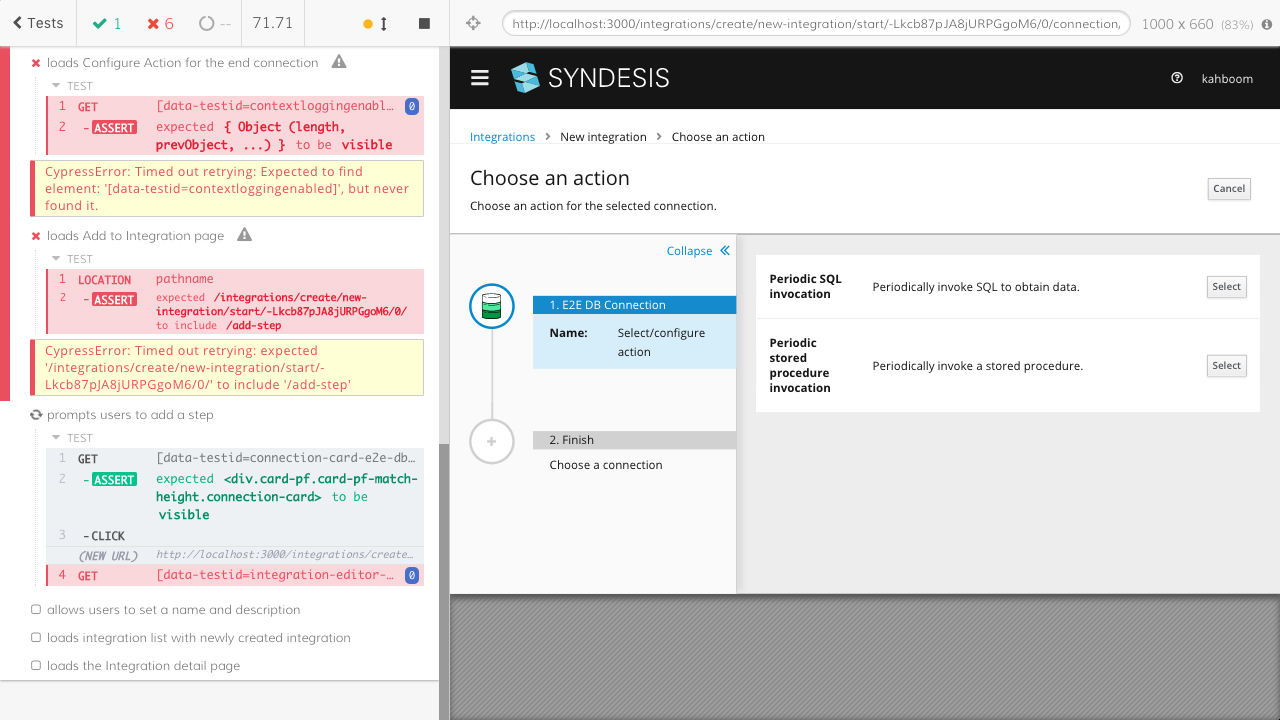 Tests
1
6
--
71.71
http://localhost:3000/integrations/create/new-integration/start/-Lkcb87pJA8jURPGgoM6/0/connection,
1000 x 660 (83%)
loads Configure Action for the end connection
TEST
1 GET [data-testid=contextloggingenabl... 0
2 -ASSERT expected { Object (length,
prevObject, ...) } to be visible
CypressError: Timed out retrying: Expected to find
element: '[data-testid=contextloggingenabled]', but never
found it.
loads Add to Integration page
TEST
1 LOCATION pathname
2 -ASSERT expected /integrations/create/new-
integration/start/-Lkcb87pJA8jURPGgoM6/0/
to include /add-step
CypressError: Timed out retrying: expected
'/integrations/create/new-integration/start/-
Lkcb87pJA8jURPGgoM6/0/' to include '/add-step'
prompts users to add a step
TEST
1 GET [data-testid=connection-card-e2e-db...
2 -ASSERT expected <div.card-pf.card-pf-match-
height.connection-card> to be
visible
3 -CLICK
(NEW URL) http://localhost:3000/integrations/create...
4 GET [data-testid=integration-editor-... 0
allows users to set a name and description
loads integration list with newly created integration
loads the Integration detail page
SYNDESIS
kahboom
Integrations > New integration > Choose an action
Choose an action
Choose an action for the selected connection.
Cancel
Collapse
1. E2E DB Connection
Name: Select/configure
action
2. Finish
Choose a connection
Periodic SQL
invocation
Periodically invoke SQL to obtain data.
Select
Periodic
stored
procedure
invocation
Periodically invoke a stored procedure.
Select